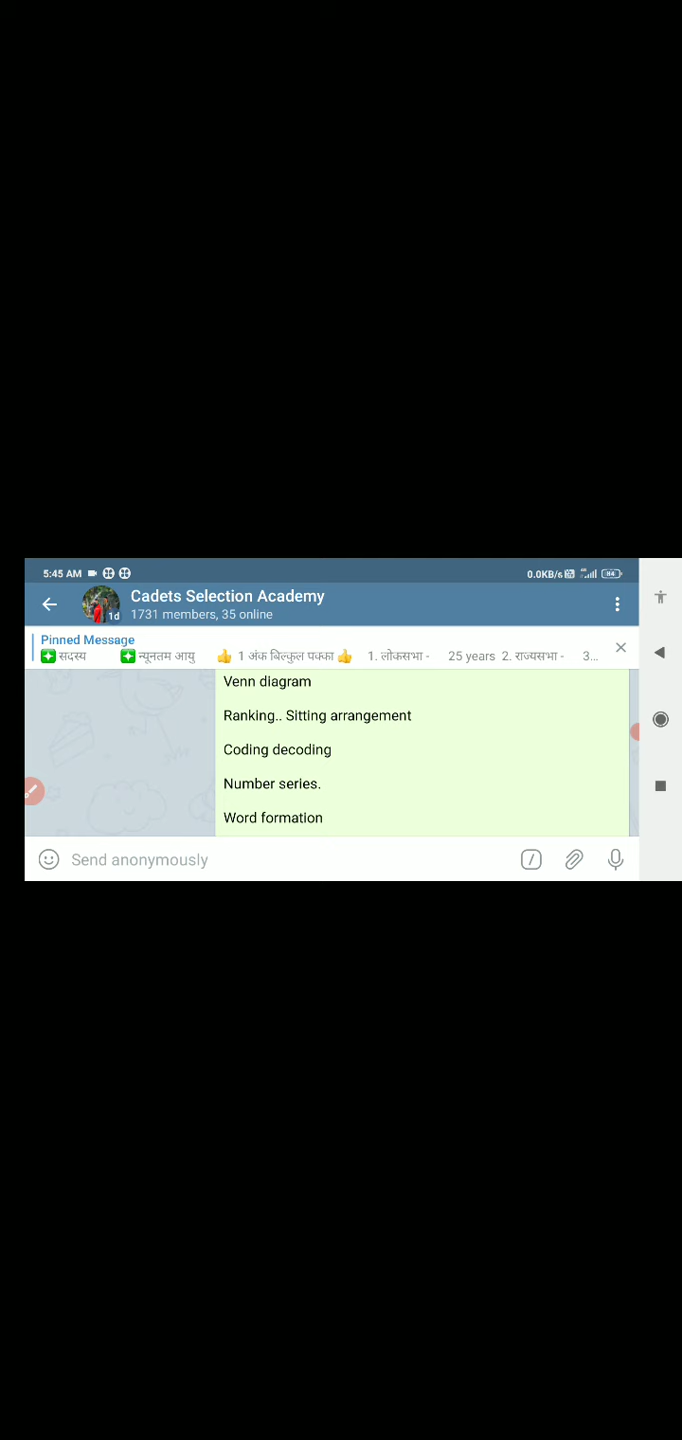 5:45 AM
0.0KB/s
Cadets Selection Academy
1d
1731 members, 35 online
Pinned Message
सदस्य न्यूनतम आयु 👍 1 अंक बिल्कुल पक्का 👍 1. लोकसभा - 25 years 2. राज्यसभा - 3...
Venn diagram
Ranking.. Sitting arrangement
Coding decoding
Number series.
Word formation
Send anonymously